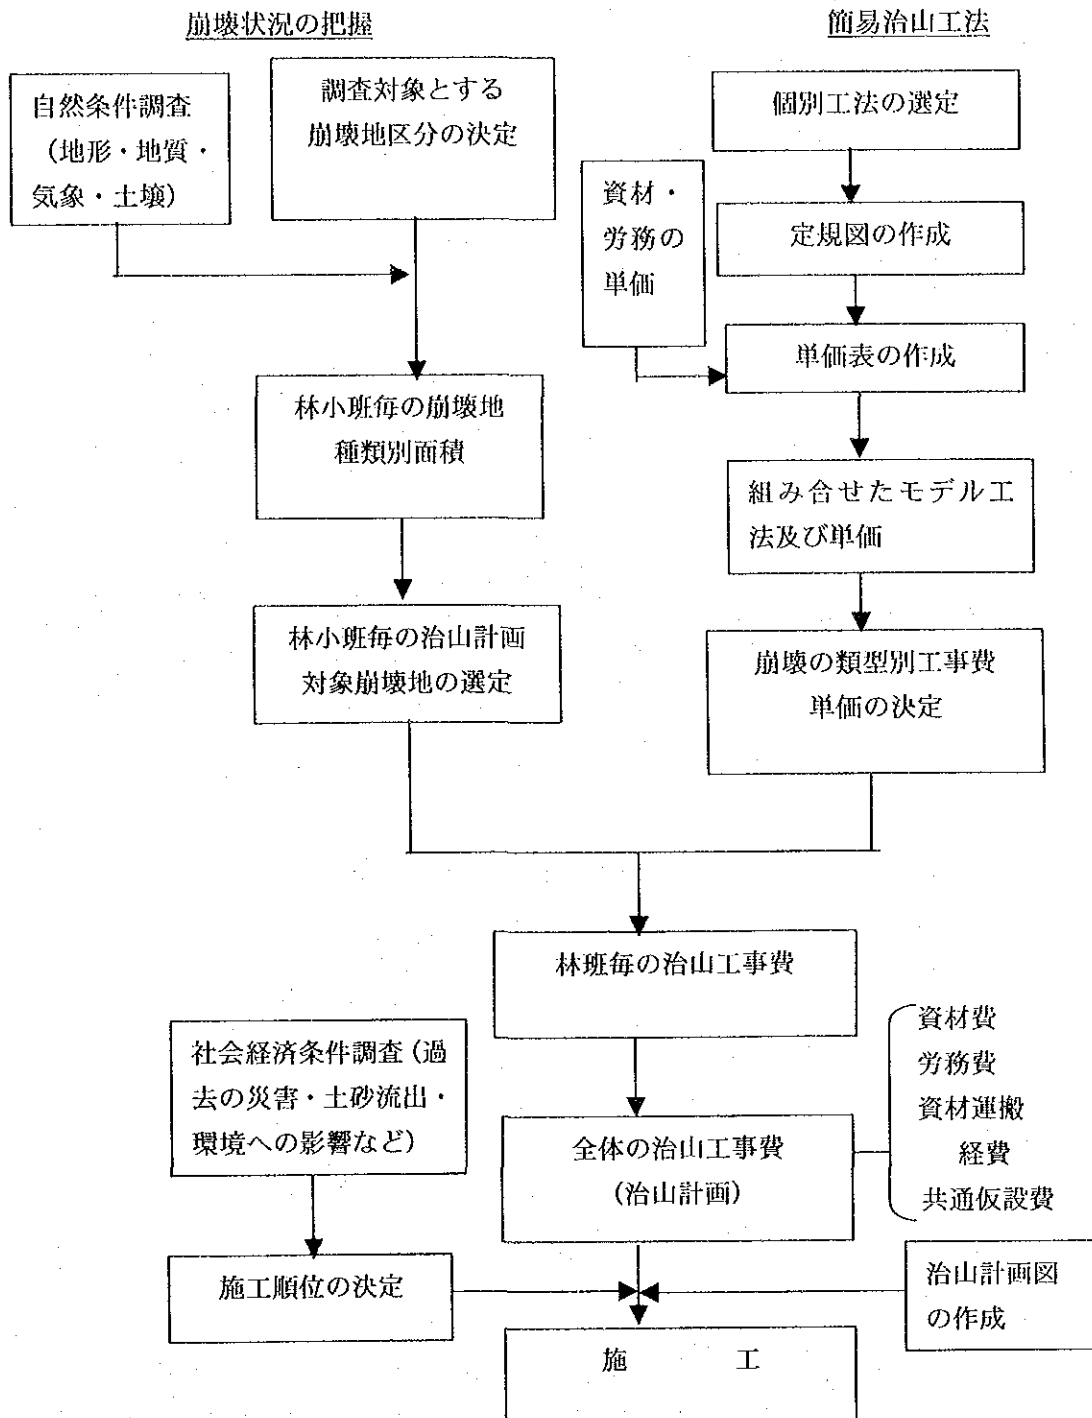 崩壊状況の把握
簡易治山工法
自然条件調査
（地形・地質・
気象・土壌）
調査対象とする
崩壊地区分の決定
個別工法の選定
資材・
労務の
単価
定規図の作成
単価表の作成
林小班毎の崩壊地
種類別面積
組み合せたモデル工
法及び単価
林小班毎の治山計画
対象崩壊地の選定
崩壊の類型別工事費
単価の決定
林班毎の治山工事費
社会経済条件調査（過
去の災害・土砂流出・
環境への影響など）
全体の治山工事費
（治山計画）
資材費
労務費
資材運搬
経費
共通仮設費
施工順位の決定
治山計画図
の作成
施　　　工